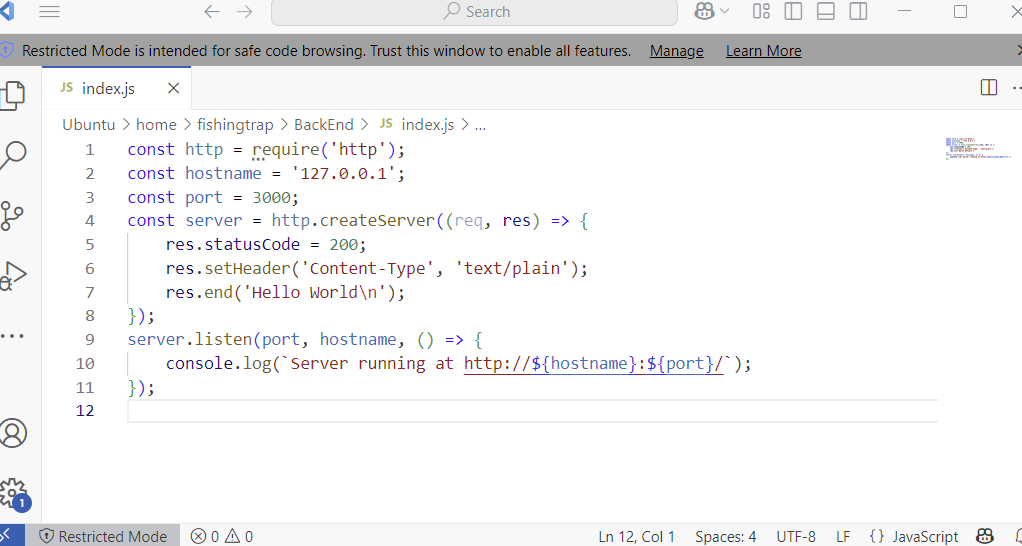 Search
Restricted Mode is intended for safe code browsing. Trust this window to enable all features. Manage Learn More
JS index.js
Ubuntu > home > fishingtrap > BackEnd > JS index.js > ...
1 const http = require('http');
2 const hostname = '127.0.0.1';
3 const port = 3000;
4 const server = http.createServer((req, res) => {
5 res.statusCode = 200;
6 res.setHeader('Content-Type', 'text/plain');
7 res.end('Hello World\n');
8 });
9 server.listen(port, hostname, () => {
10 console.log(`Server running at http://${hostname}:${port}/`);
11 });
12
1
Restricted Mode 0 0 Ln 12, Col 1 Spaces: 4 UTF-8 LF {} JavaScript